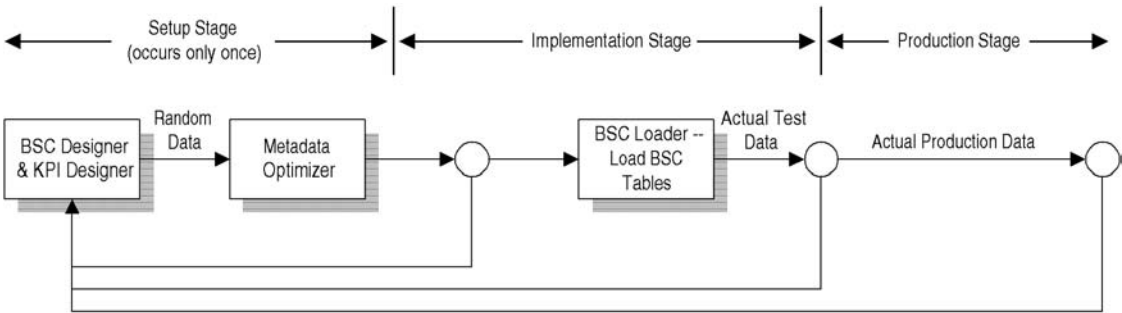 Setup Stage
(occurs only once)
Implementation Stage
Production Stage
BSC Designer
& KPI Designer
Random
Data
Metadata
Optimizer
BSC Loader --
Load BSC
Tables
Actual Test
Data
Actual Production Data